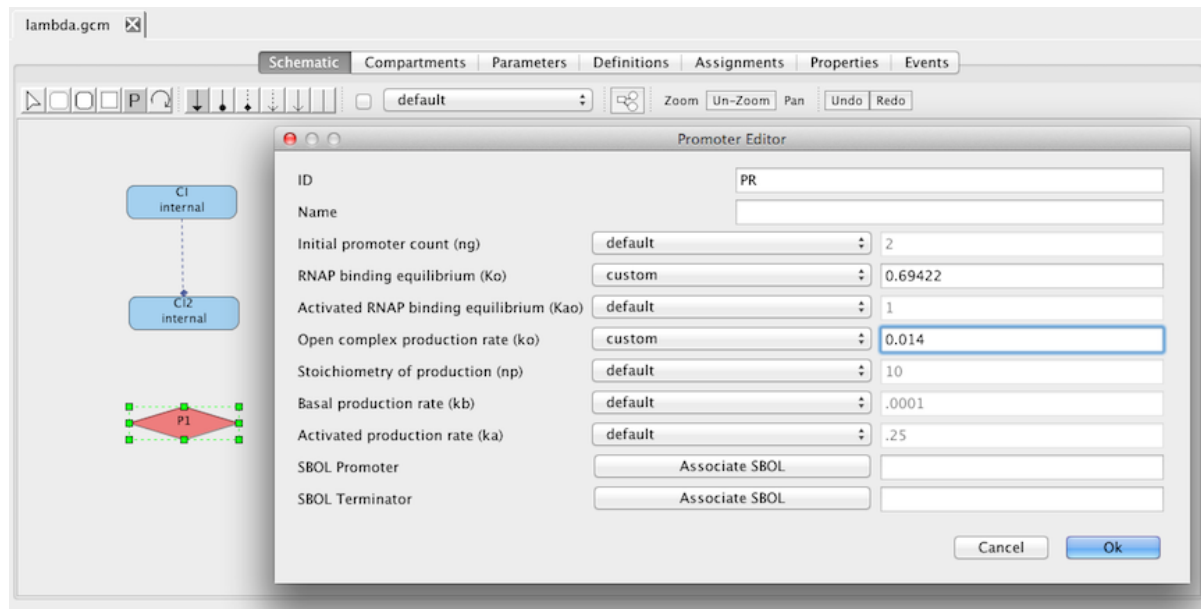 lambda.gcm
Schematic Compartments Parameters Definitions Assignments Properties Events
P default Zoom Un-Zoom Pan Undo Redo
Promoter Editor
ID PR
Name
Initial promoter count (ng) default 2
RNAP binding equilibrium (Ko) custom 0.69422
Activated RNAP binding equilibrium (Kao) default 1
Open complex production rate (ko) custom 0.014
Stoichiometry of production (np) default 10
Basal production rate (kb) default .0001
Activated production rate (ka) default .25
SBOL Promoter Associate SBOL
SBOL Terminator Associate SBOL
Cancel Ok
CI
internal
CI2
internal
P1